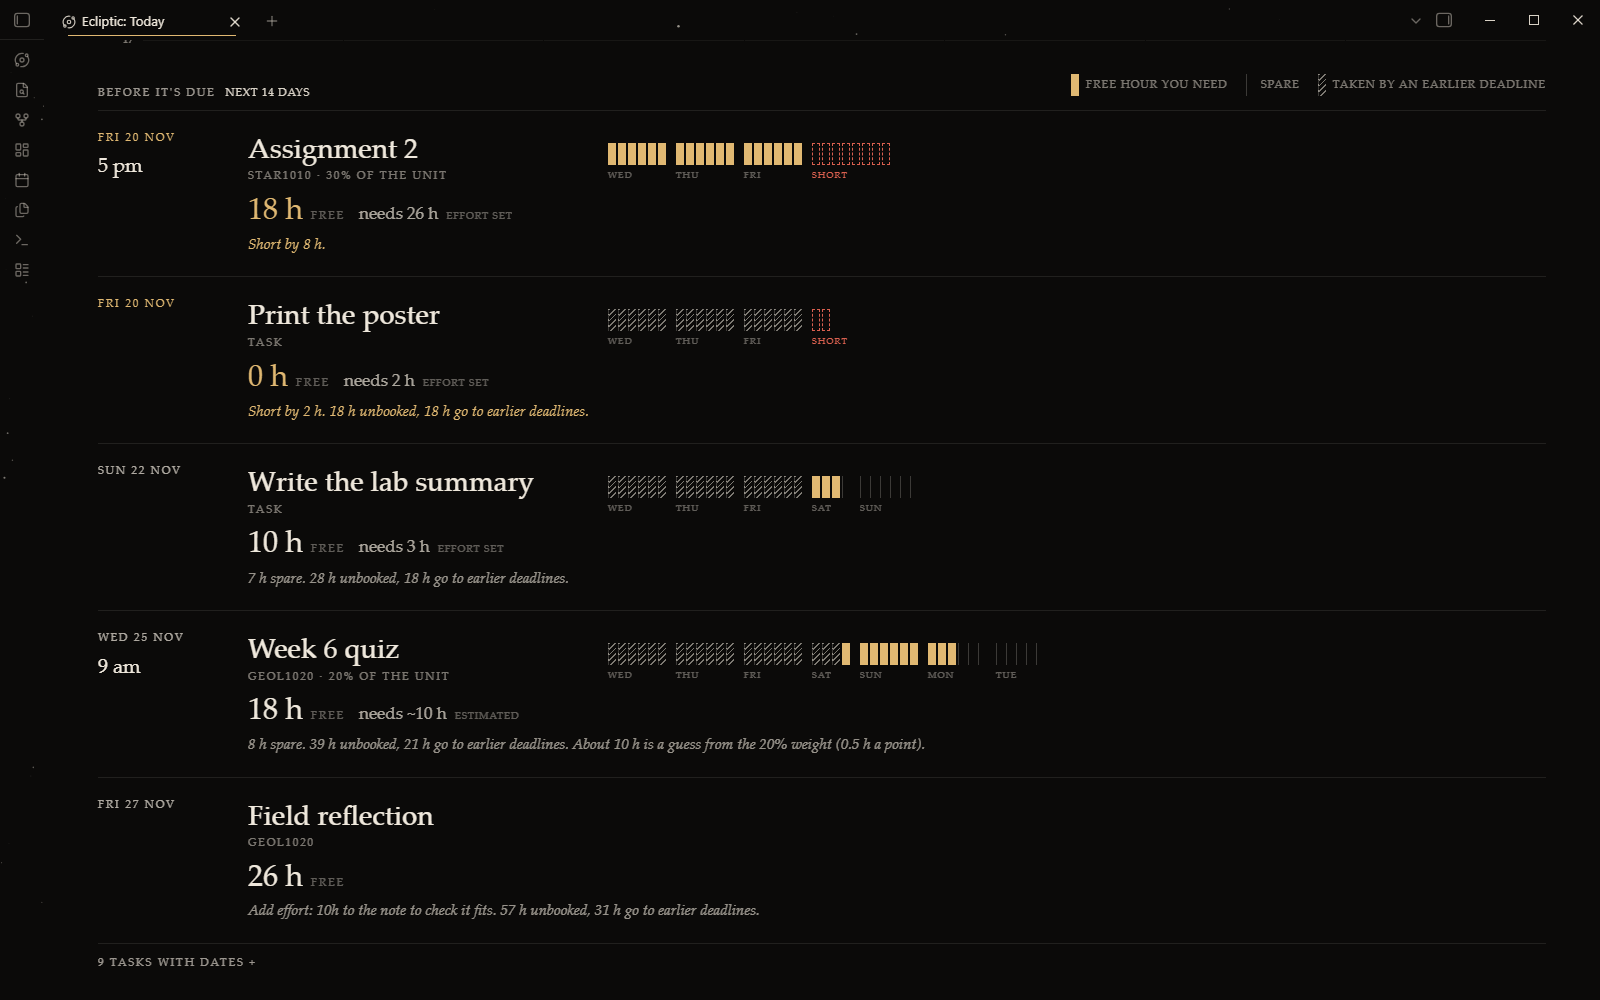 Ecliptic: Today
BEFORE IT'S DUE NEXT 14 DAYS
FREE HOUR YOU NEED SPARE TAKEN BY AN EARLIER DEADLINE
FRI 20 NOV
5 pm
Assignment 2
STAR1010 · 30% OF THE UNIT
18 h FREE needs 26 h EFFORT SET
Short by 8 h.
WED THU FRI SHORT
FRI 20 NOV
Print the poster
TASK
0 h FREE needs 2 h EFFORT SET
Short by 2 h. 18 h unbooked, 18 h go to earlier deadlines.
WED THU FRI SHORT
SUN 22 NOV
Write the lab summary
TASK
10 h FREE needs 3 h EFFORT SET
7 h spare. 28 h unbooked, 18 h go to earlier deadlines.
WED THU FRI SAT SUN
WED 25 NOV
9 am
Week 6 quiz
GEOL1020 · 20% OF THE UNIT
18 h FREE needs ~10 h ESTIMATED
8 h spare. 39 h unbooked, 21 h go to earlier deadlines. About 10 h is a guess from the 20% weight (0.5 h a point).
WED THU FRI SAT SUN MON TUE
FRI 27 NOV
Field reflection
GEOL1020
26 h FREE
Add effort: 10h to the note to check it fits. 57 h unbooked, 31 h go to earlier deadlines.
9 TASKS WITH DATES +